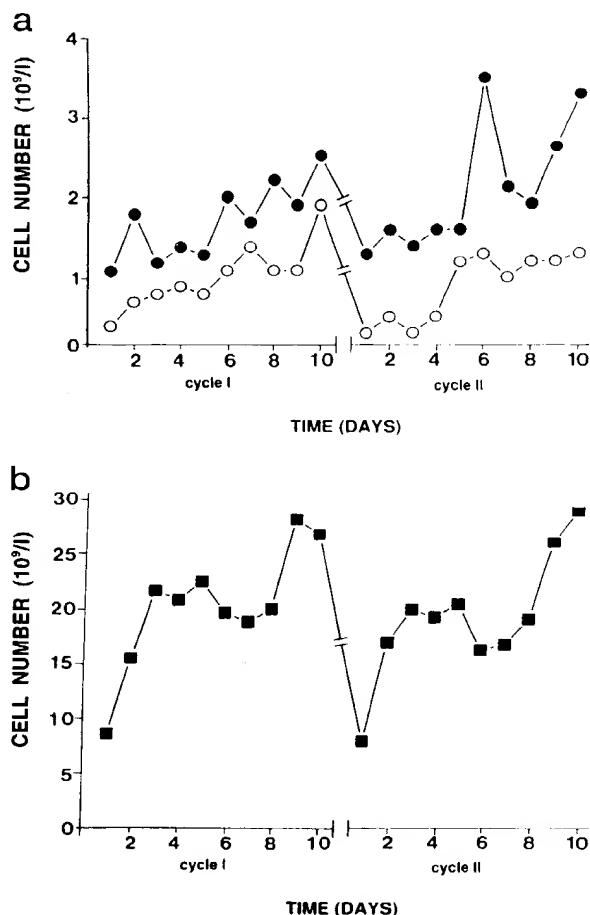 a
CELL NUMBER (10⁹/l)
4
3
2
1
0
2 4 6 8 10 2 4 6 8 10
cycle I cycle II
TIME (DAYS)
b
CELL NUMBER (10⁹/l)
30
25
20
15
10
5
0
2 4 6 8 10 2 4 6 8 10
cycle I cycle II
TIME (DAYS)